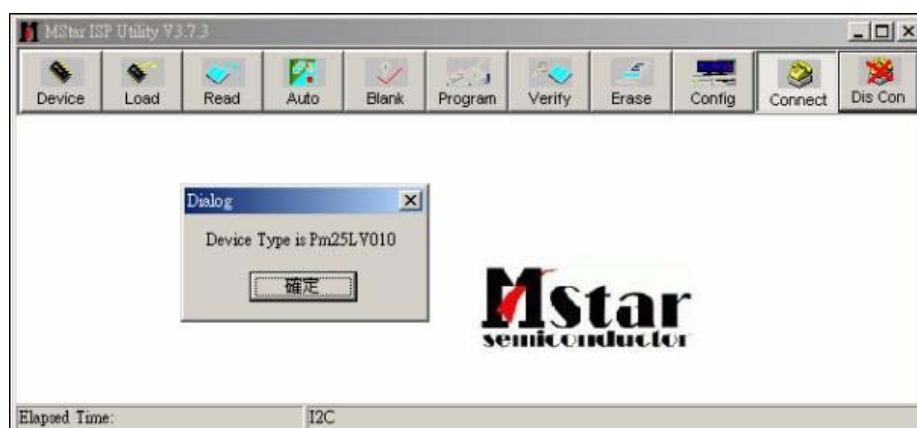 MStar ISP Utility V3.7.3
Device Load Read Auto Blank Program Verify Erase Config Connect Dis Con
Dialog
Device Type is Pm25LV010
確定
MStar
semiconductor
Elapsed Time: I2C